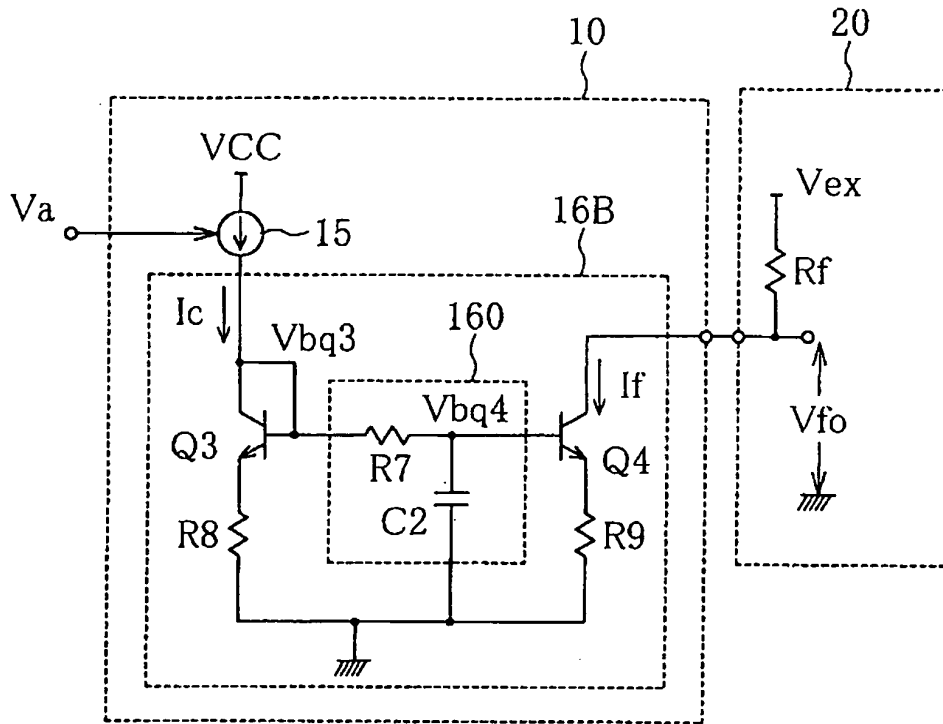 10
20
VCC
Vex
Va
15
16B
Rf
Ic
Vbq3
160
If
Vbq4
Vfo
Q3
R7
Q4
C2
R8
R9